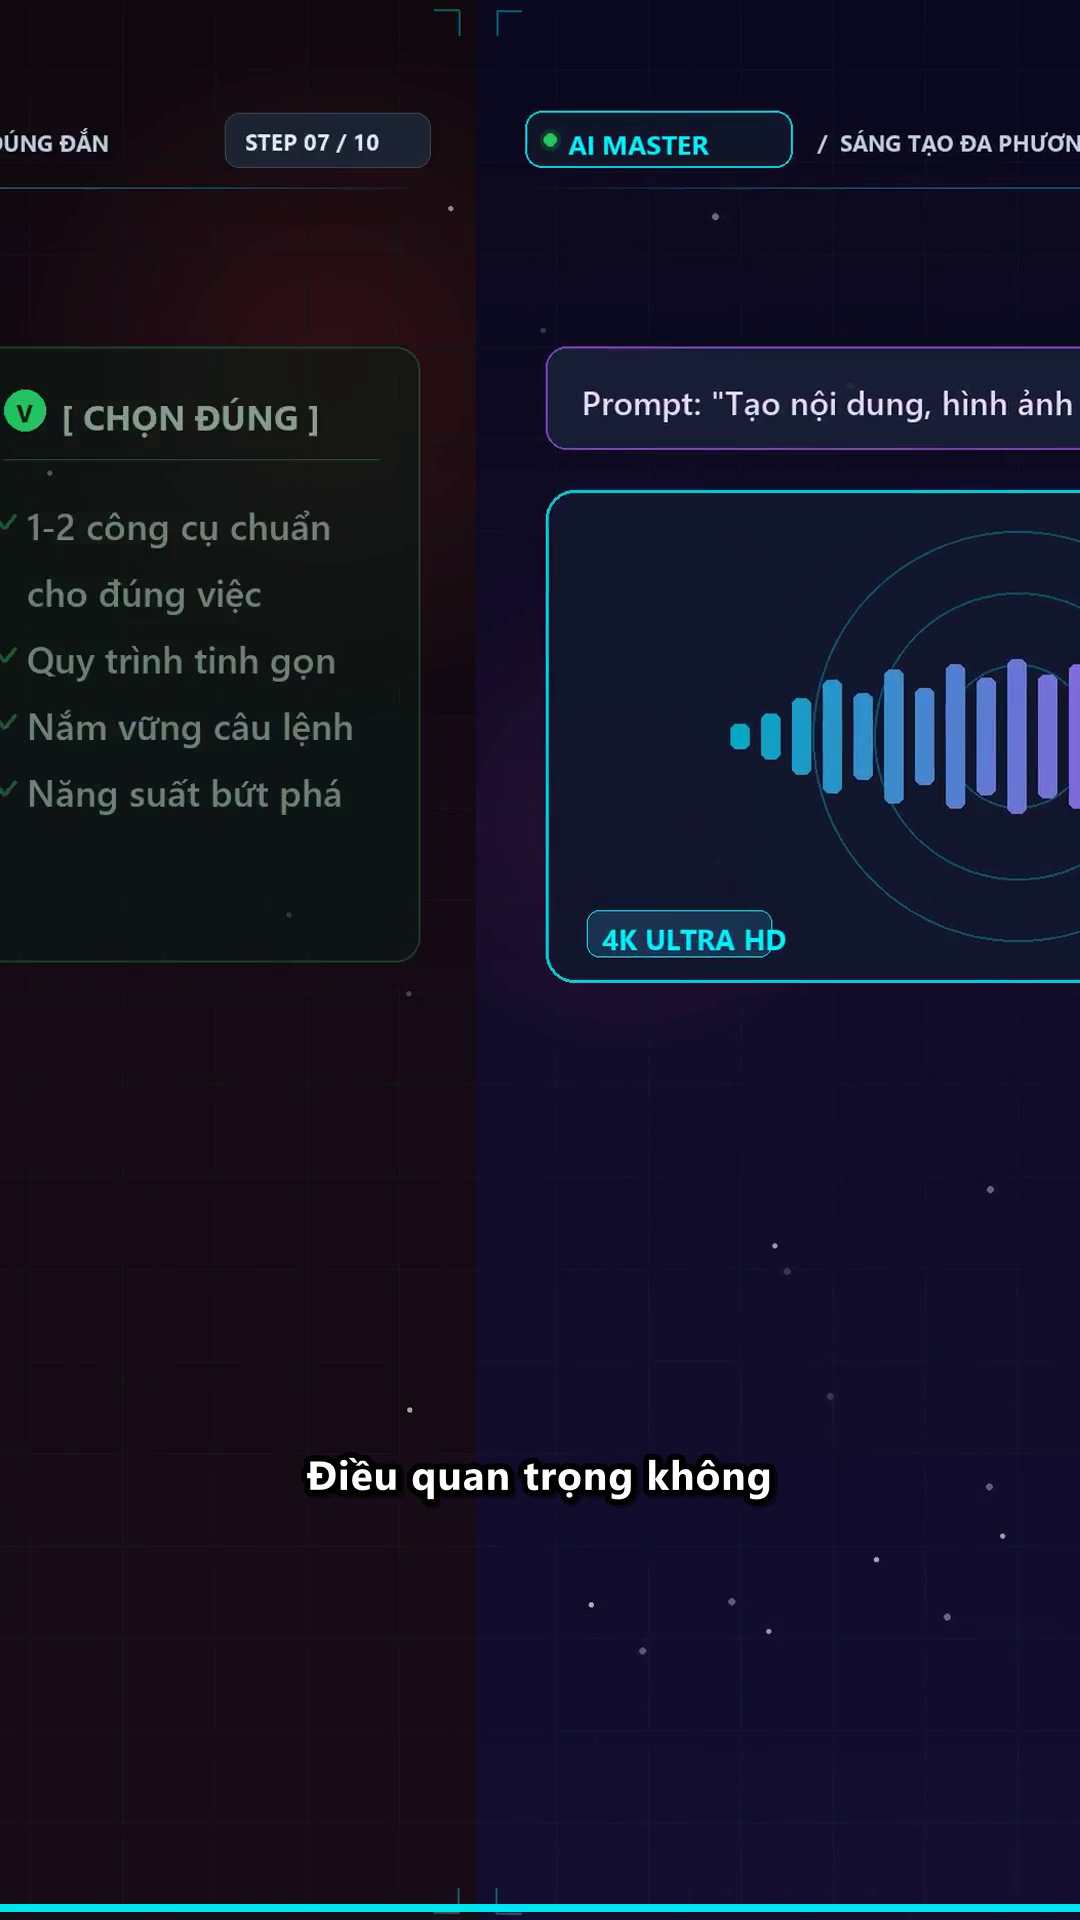 ĐÚNG ĐẮN
STEP 07 / 10
V [ CHỌN ĐÚNG ]
1-2 công cụ chuẩn
cho đúng việc
Quy trình tinh gọn
Nắm vững câu lệnh
Năng suất bứt phá
AI MASTER / SÁNG TẠO ĐA PHƯƠN
Prompt: "Tạo nội dung, hình ảnh
4K ULTRA HD
Điều quan trọng không